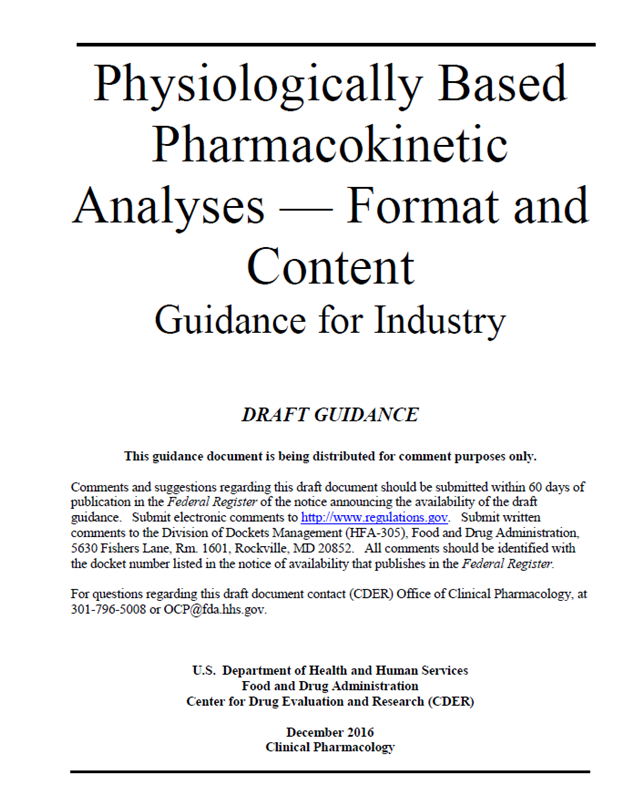 Physiologically Based
Pharmacokinetic
Analyses — Format and
Content
Guidance for Industry
DRAFT GUIDANCE
This guidance document is being distributed for comment purposes only.
Comments and suggestions regarding this draft document should be submitted within 60 days of
publication in the Federal Register of the notice announcing the availability of the draft
guidance. Submit electronic comments to http://www.regulations.gov. Submit written
comments to the Division of Dockets Management (HFA-305), Food and Drug Administration,
5630 Fishers Lane, Rm. 1601, Rockville, MD 20852. All comments should be identified with
the docket number listed in the notice of availability that publishes in the Federal Register.
For questions regarding this draft document contact (CDER) Office of Clinical Pharmacology, at
301-796-5008 or OCP@fda.hhs.gov.
U.S. Department of Health and Human Services
Food and Drug Administration
Center for Drug Evaluation and Research (CDER)
December 2016
Clinical Pharmacology